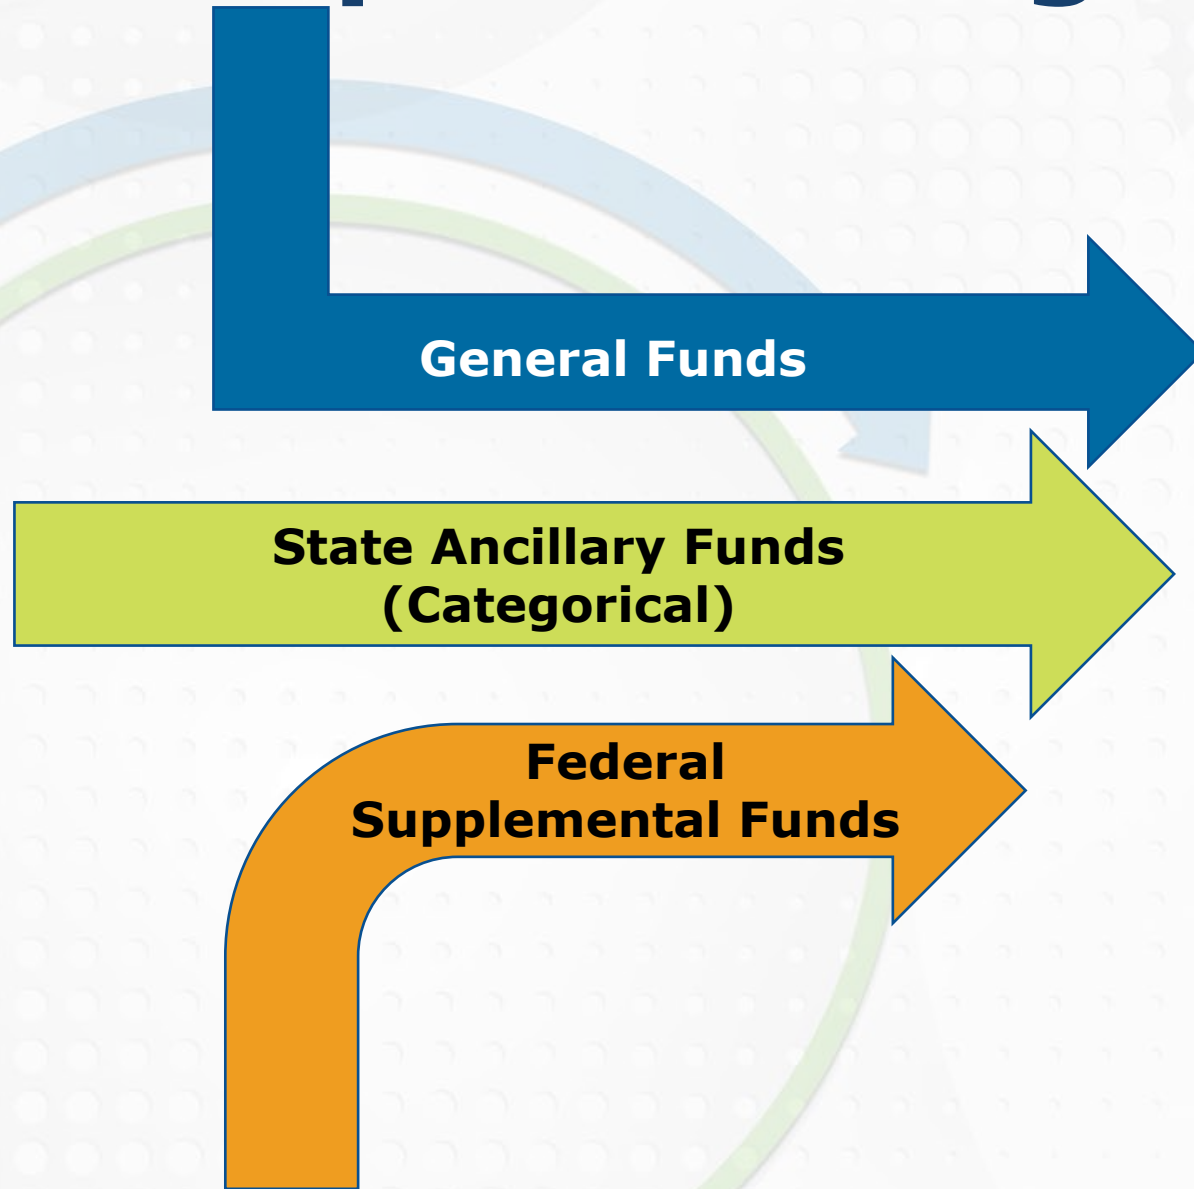 General Funds
State Ancillary Funds
(Categorical)
Federal
Supplemental Funds